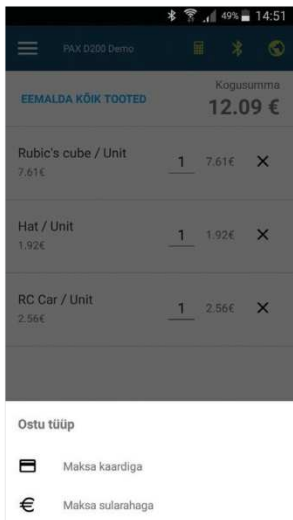 49% 14:51
PAX D200 Demo
Kogusumma
EEMALDA KÕIK TOOTED 12.09 €
Rubic's cube / Unit
1 7.61€
7.61€
Hat / Unit
1 1.92€
1.92€
RC Car / Unit
1 2.56€
2.56€
Ostu tüüp
Maksa kaardiga
€ Maksa sularahaga